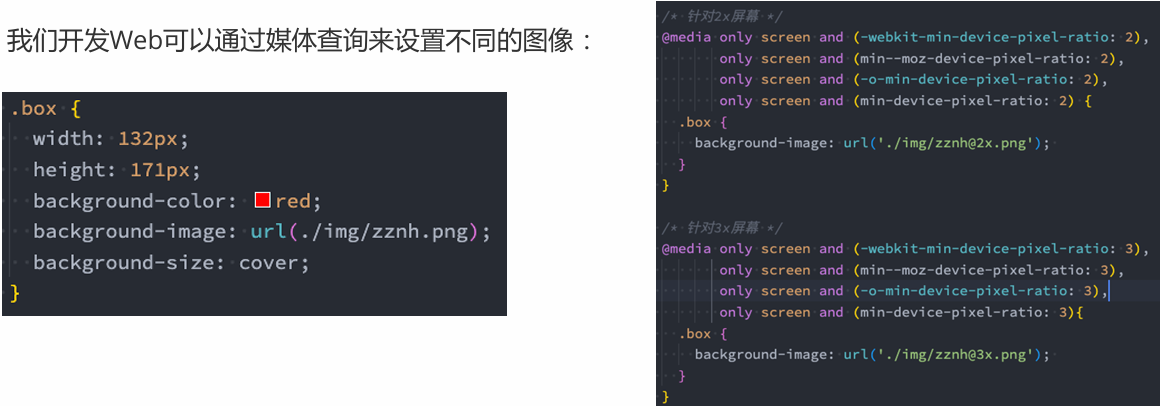 我们开发Web可以通过媒体查询来设置不同的图像：
.box {
width: 132px;
height: 171px;
background-color: red;
background-image: url(./img/zznh.png);
background-size: cover;
}
/* 针对2x屏幕 */
@media only screen and (-webkit-min-device-pixel-ratio: 2),
only screen and (min--moz-device-pixel-ratio: 2),
only screen and (-o-min-device-pixel-ratio: 2),
only screen and (min-device-pixel-ratio: 2) {
.box {
background-image: url('./img/zznh@2x.png');
}
}
/* 针对3x屏幕 */
@media only screen and (-webkit-min-device-pixel-ratio: 3),
only screen and (min--moz-device-pixel-ratio: 3),
only screen and (-o-min-device-pixel-ratio: 3),
only screen and (min-device-pixel-ratio: 3){
.box {
background-image: url('./img/zznh@3x.png');
}
}